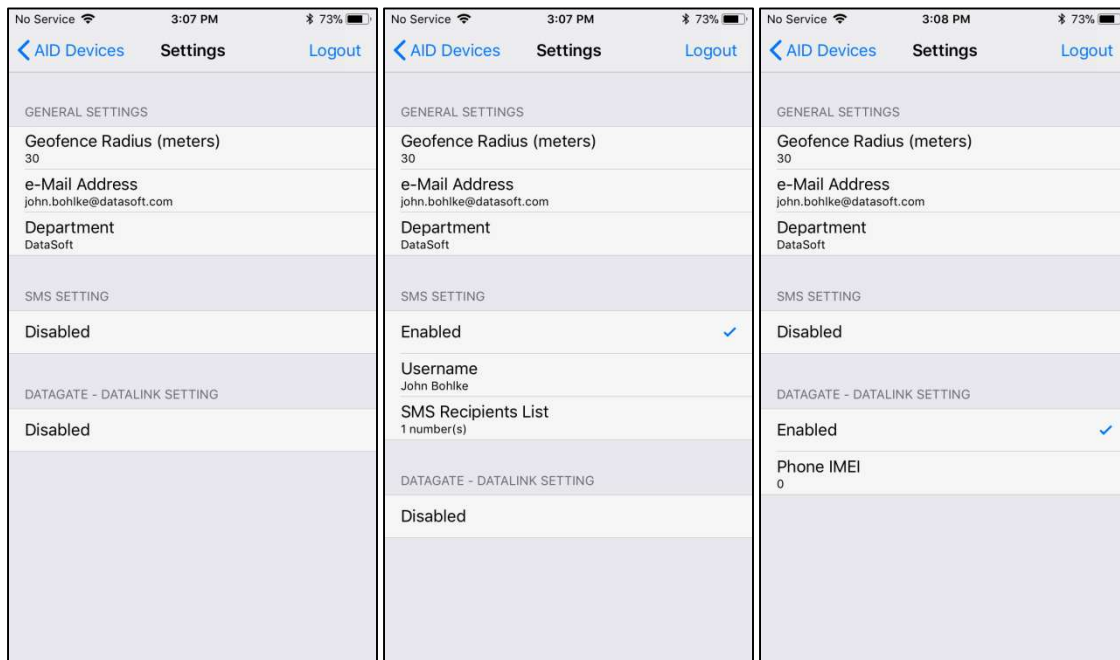 No Service 3:07 PM 73%
AID Devices Settings Logout
GENERAL SETTINGS
Geofence Radius (meters)
30
e-Mail Address
john.bohlke@datasoft.com
Department
DataSoft
SMS SETTING
Disabled
DATAGATE - DATALINK SETTING
Disabled
No Service 3:07 PM 73%
AID Devices Settings Logout
GENERAL SETTINGS
Geofence Radius (meters)
30
e-Mail Address
john.bohlke@datasoft.com
Department
DataSoft
SMS SETTING
Enabled
Username
John Bohlke
SMS Recipients List
1 number(s)
DATAGATE - DATALINK SETTING
Disabled
No Service 3:08 PM 73%
AID Devices Settings Logout
GENERAL SETTINGS
Geofence Radius (meters)
30
e-Mail Address
john.bohlke@datasoft.com
Department
DataSoft
SMS SETTING
Disabled
DATAGATE - DATALINK SETTING
Enabled
Phone IMEI
0